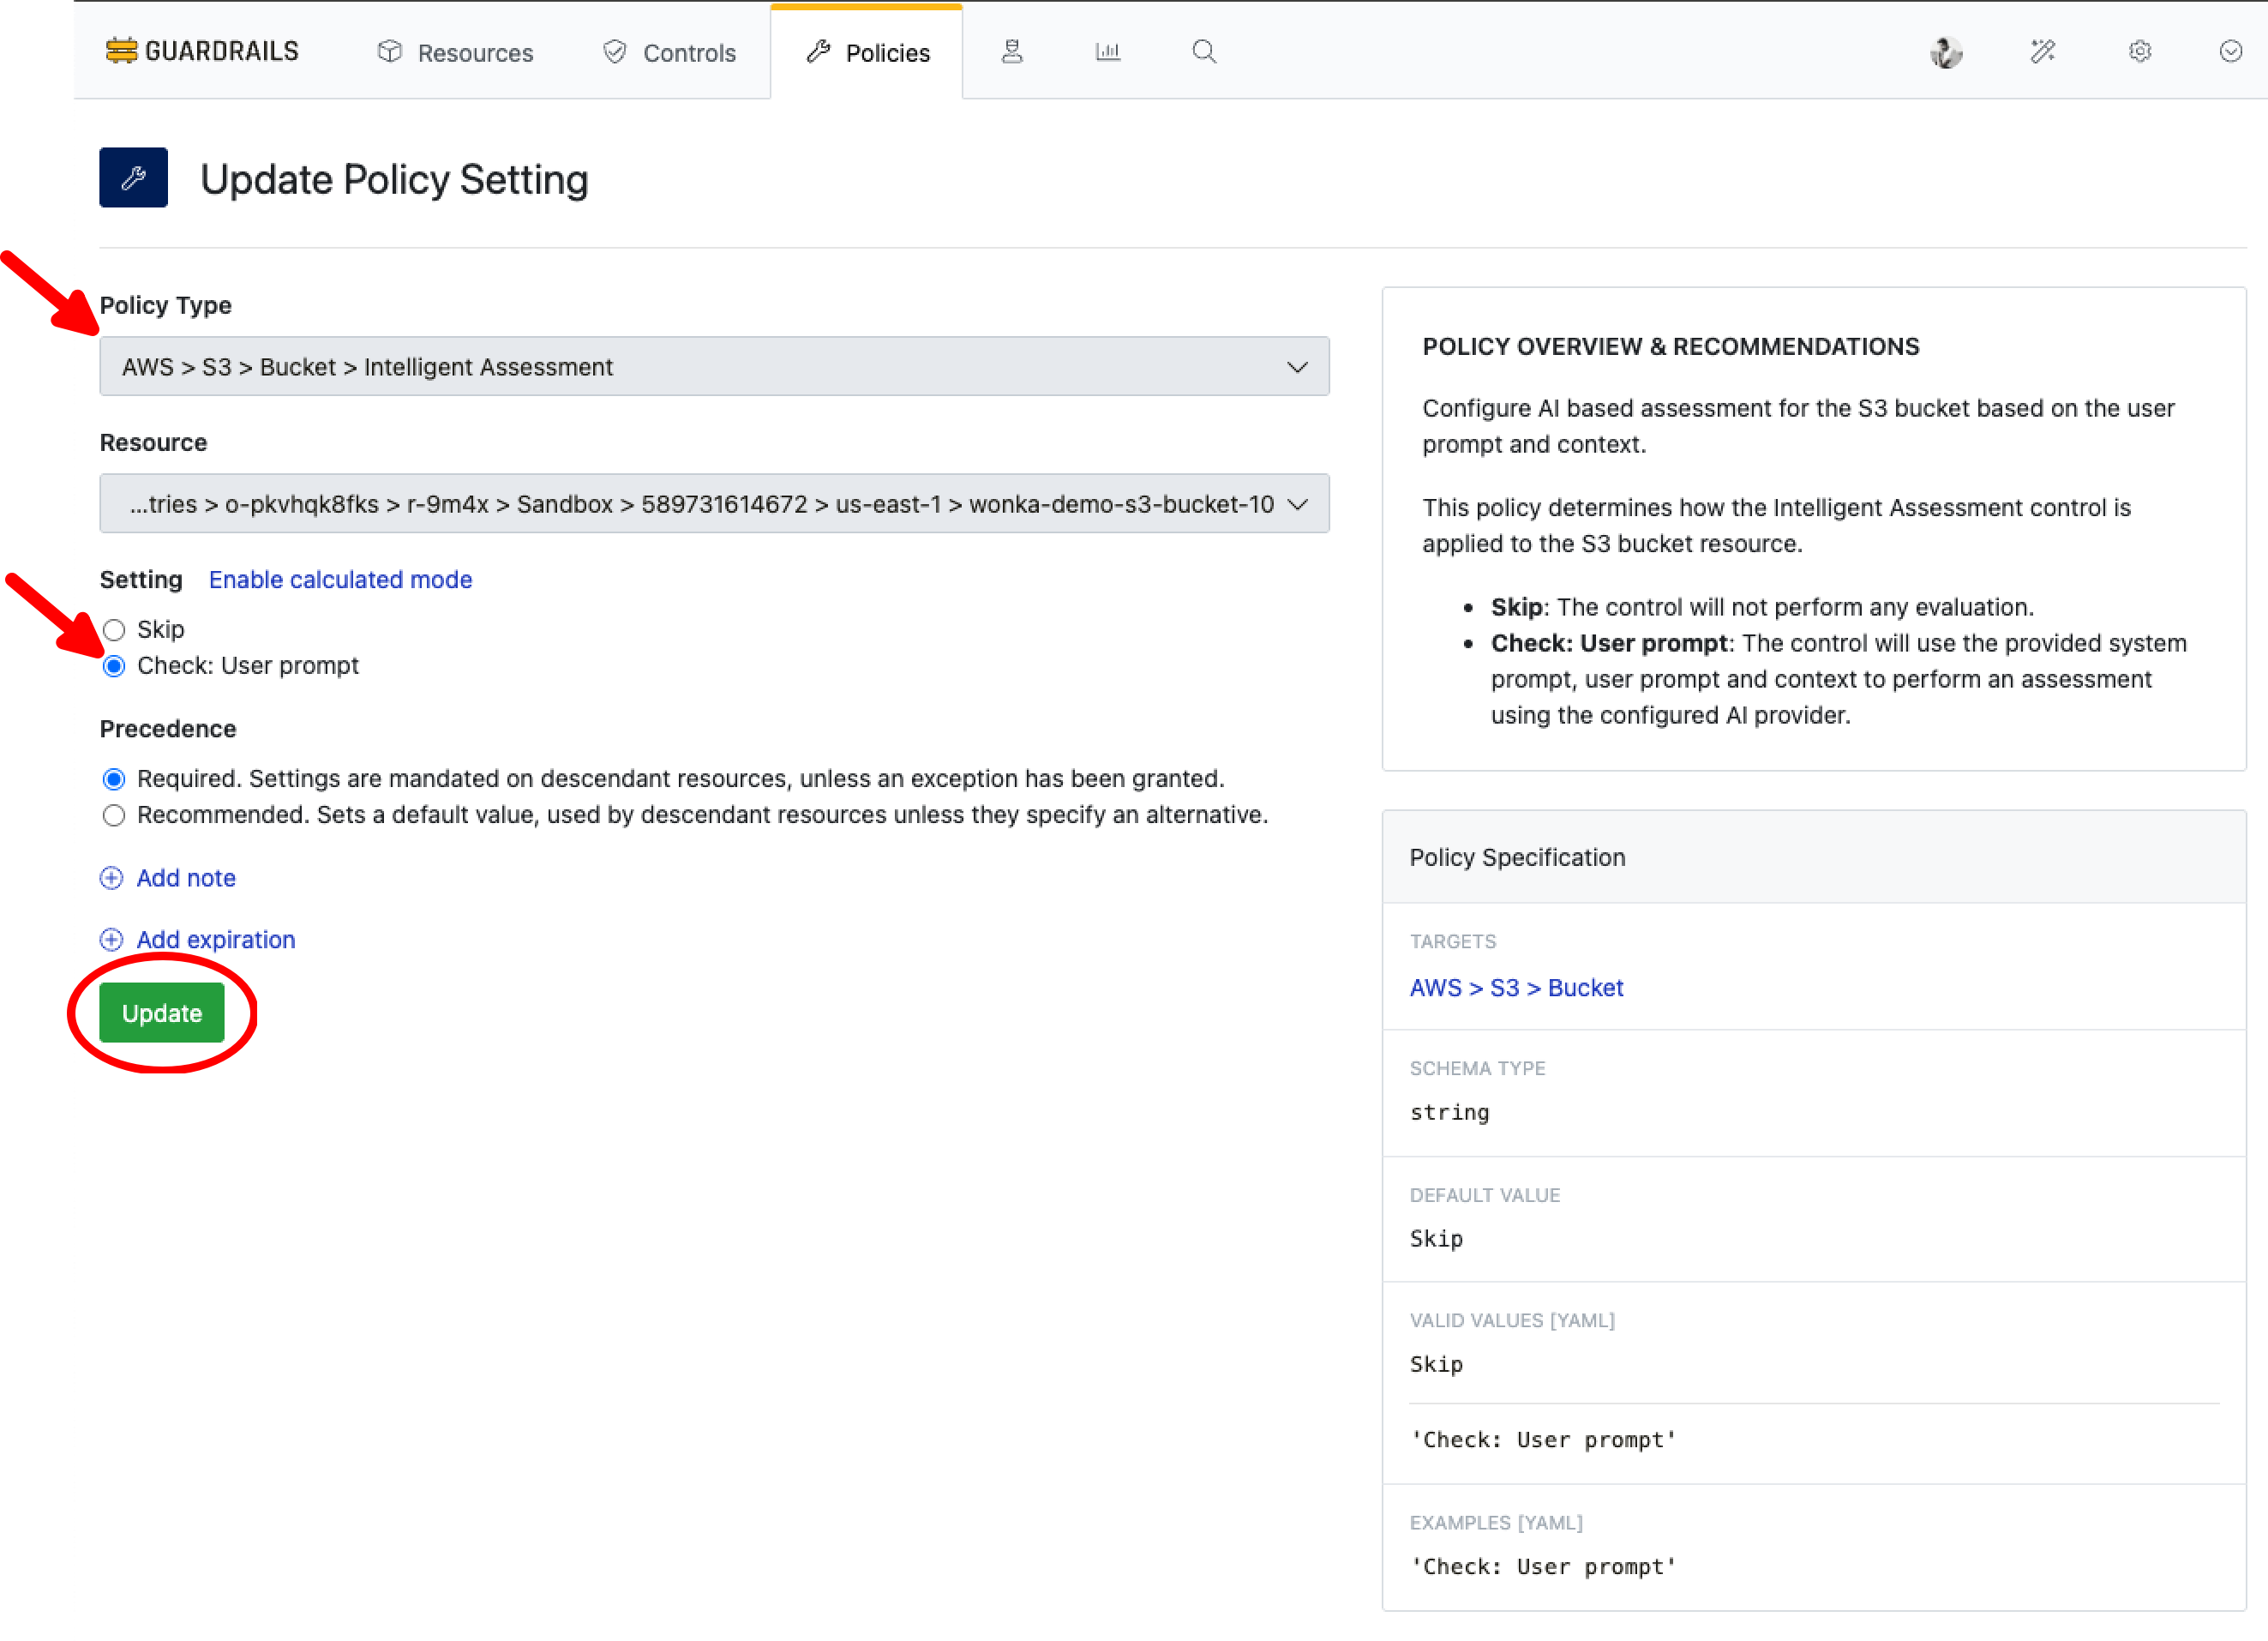 GUARDRAILS
Resources
Controls
Policies
Update Policy Setting
Policy Type
AWS > S3 > Bucket > Intelligent Assessment
Resource
...tries > o-pkvhqk8fks > r-9m4x > Sandbox > 589731614672 > us-east-1 > wonka-demo-s3-bucket-10
Setting Enable calculated mode
Skip
Check: User prompt
Precedence
Required. Settings are mandated on descendant resources, unless an exception has been granted.
Recommended. Sets a default value, used by descendant resources unless they specify an alternative.
Add note
Add expiration
Update
POLICY OVERVIEW & RECOMMENDATIONS
Configure AI based assessment for the S3 bucket based on the user
prompt and context.
This policy determines how the Intelligent Assessment control is
applied to the S3 bucket resource.
• Skip: The control will not perform any evaluation.
• Check: User prompt: The control will use the provided system
prompt, user prompt and context to perform an assessment
using the configured AI provider.
Policy Specification
TARGETS
AWS > S3 > Bucket
SCHEMA TYPE
string
DEFAULT VALUE
Skip
VALID VALUES [YAML]
Skip
'Check: User prompt'
EXAMPLES [YAML]
'Check: User prompt'